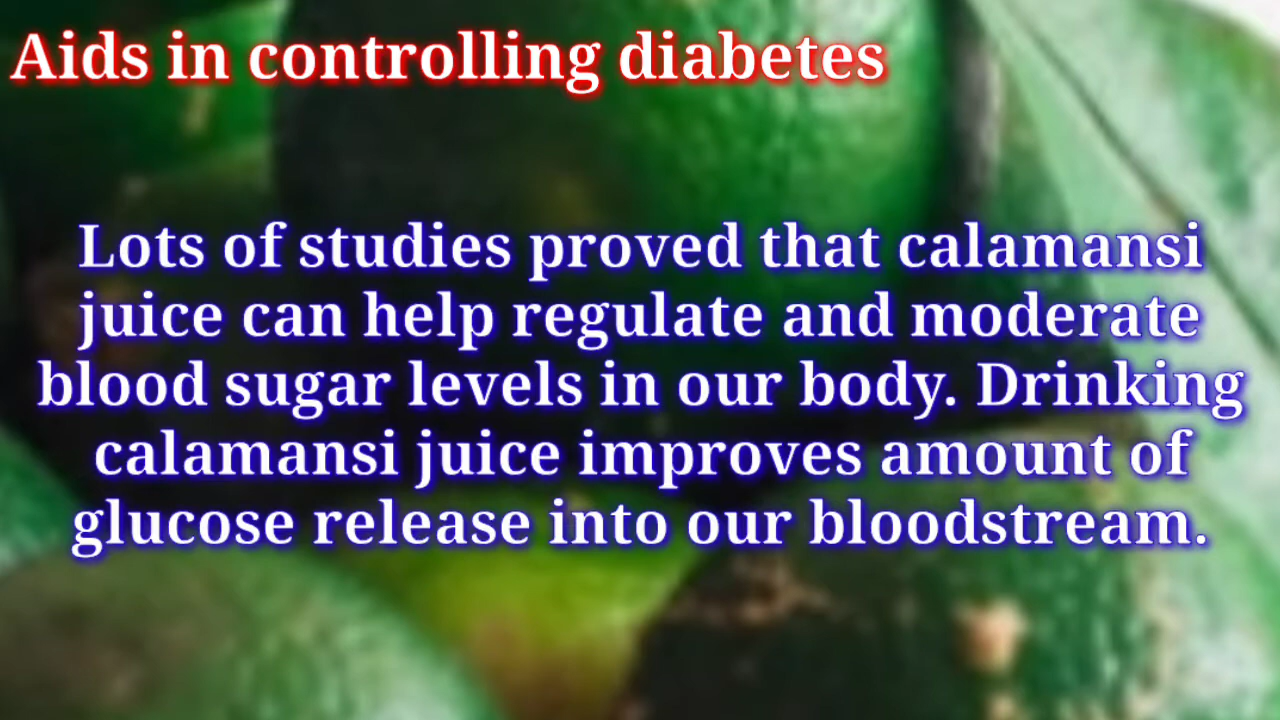 Aids in controlling diabetes
Lots of studies proved that calamansi
juice can help regulate and moderate
blood sugar levels in our body. Drinking
calamansi juice improves amount of
glucose release into our bloodstream.